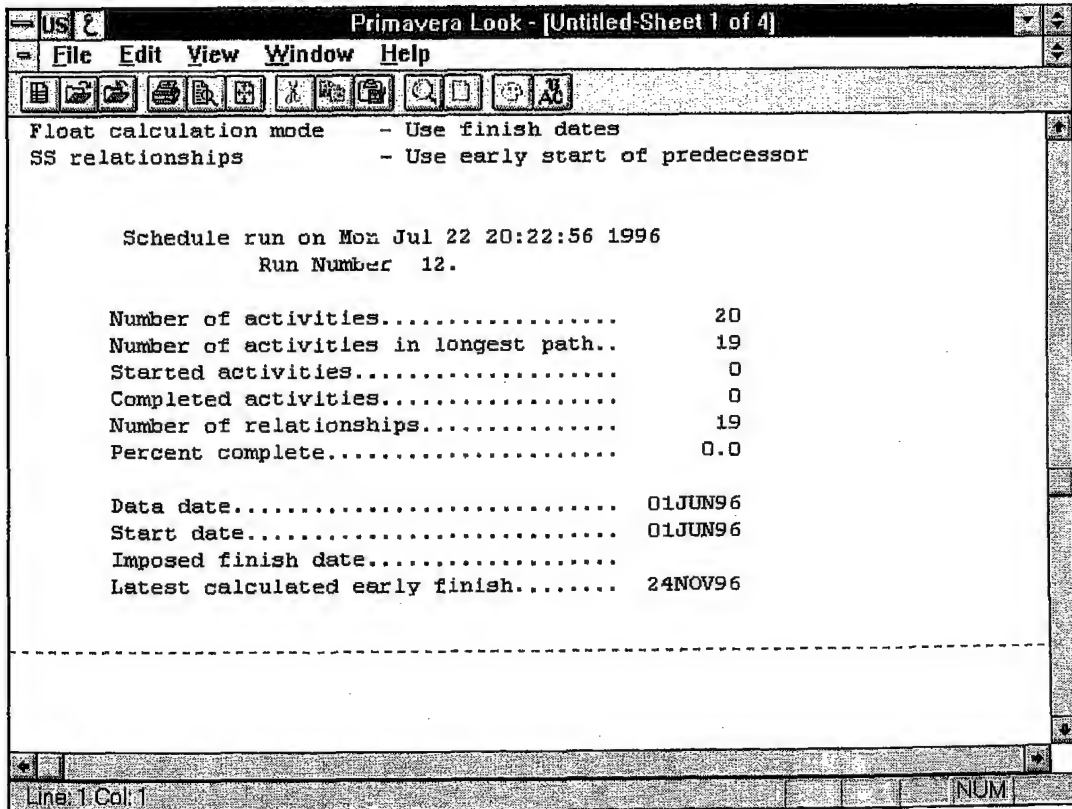 US
Primavera Look - [Untitled-Sheet 1 of 4]
File Edit View Window Help
Float calculation mode - Use finish dates
SS relationships - Use early start of predecessor
Schedule run on Mon Jul 22 20:22:56 1996
Run Number 12.
Number of activities.................. 20
Number of activities in longest path.. 19
Started activities.................... 0
Completed activities.................. 0
Number of relationships............... 19
Percent complete...................... 0.0
Data date............................. 01JUN96
Start date............................ 01JUN96
Imposed finish date...................
Latest calculated early finish........ 24NOV96
Line: 1 Col: 1
NUM